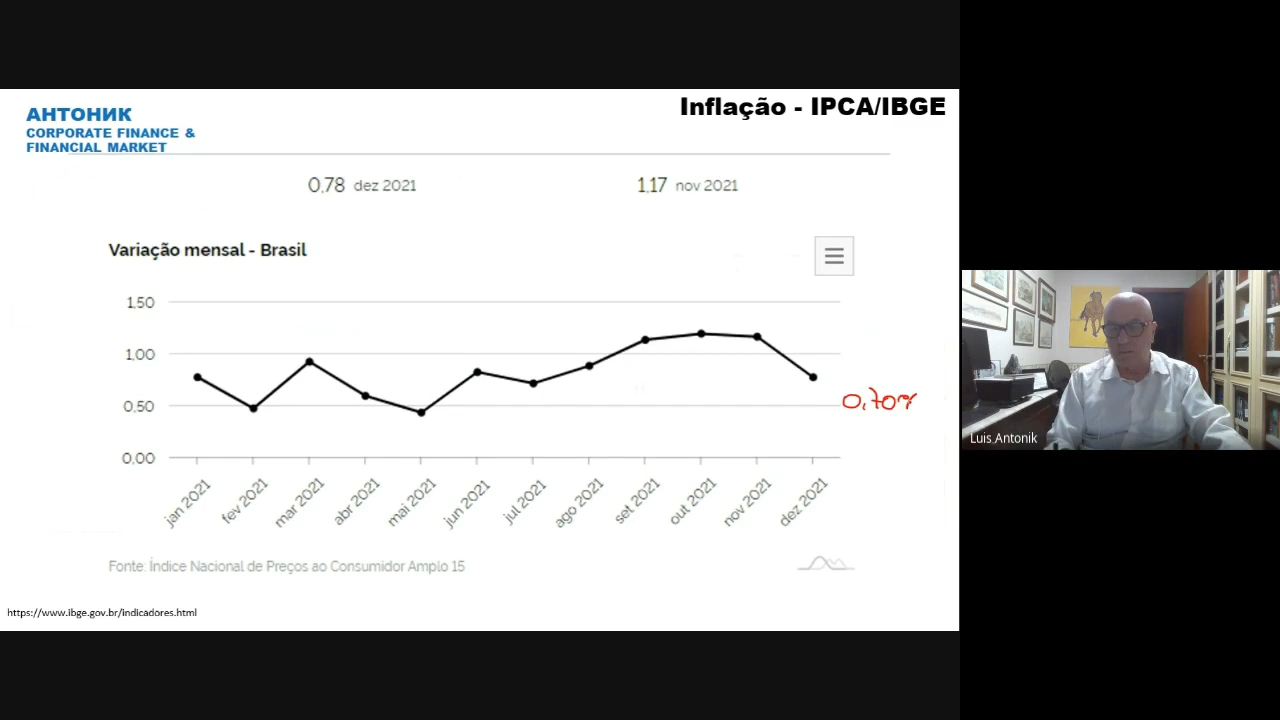 Inflação - IPCA/IBGE
АНТОНИК
CORPORATE FINANCE &
FINANCIAL MARKET
0,78 dez 2021
1,17 nov 2021
Variação mensal - Brasil
1,50
1,00
0,50
0,00
0,70%
jan 2021
fev 2021
mar 2021
abr 2021
mai 2021
jun 2021
jul 2021
ago 2021
set 2021
out 2021
nov 2021
dez 2021
Fonte: Índice Nacional de Preços ao Consumidor Amplo 15
https://www.ibge.gov.br/indicadores.html
Luis Antonik